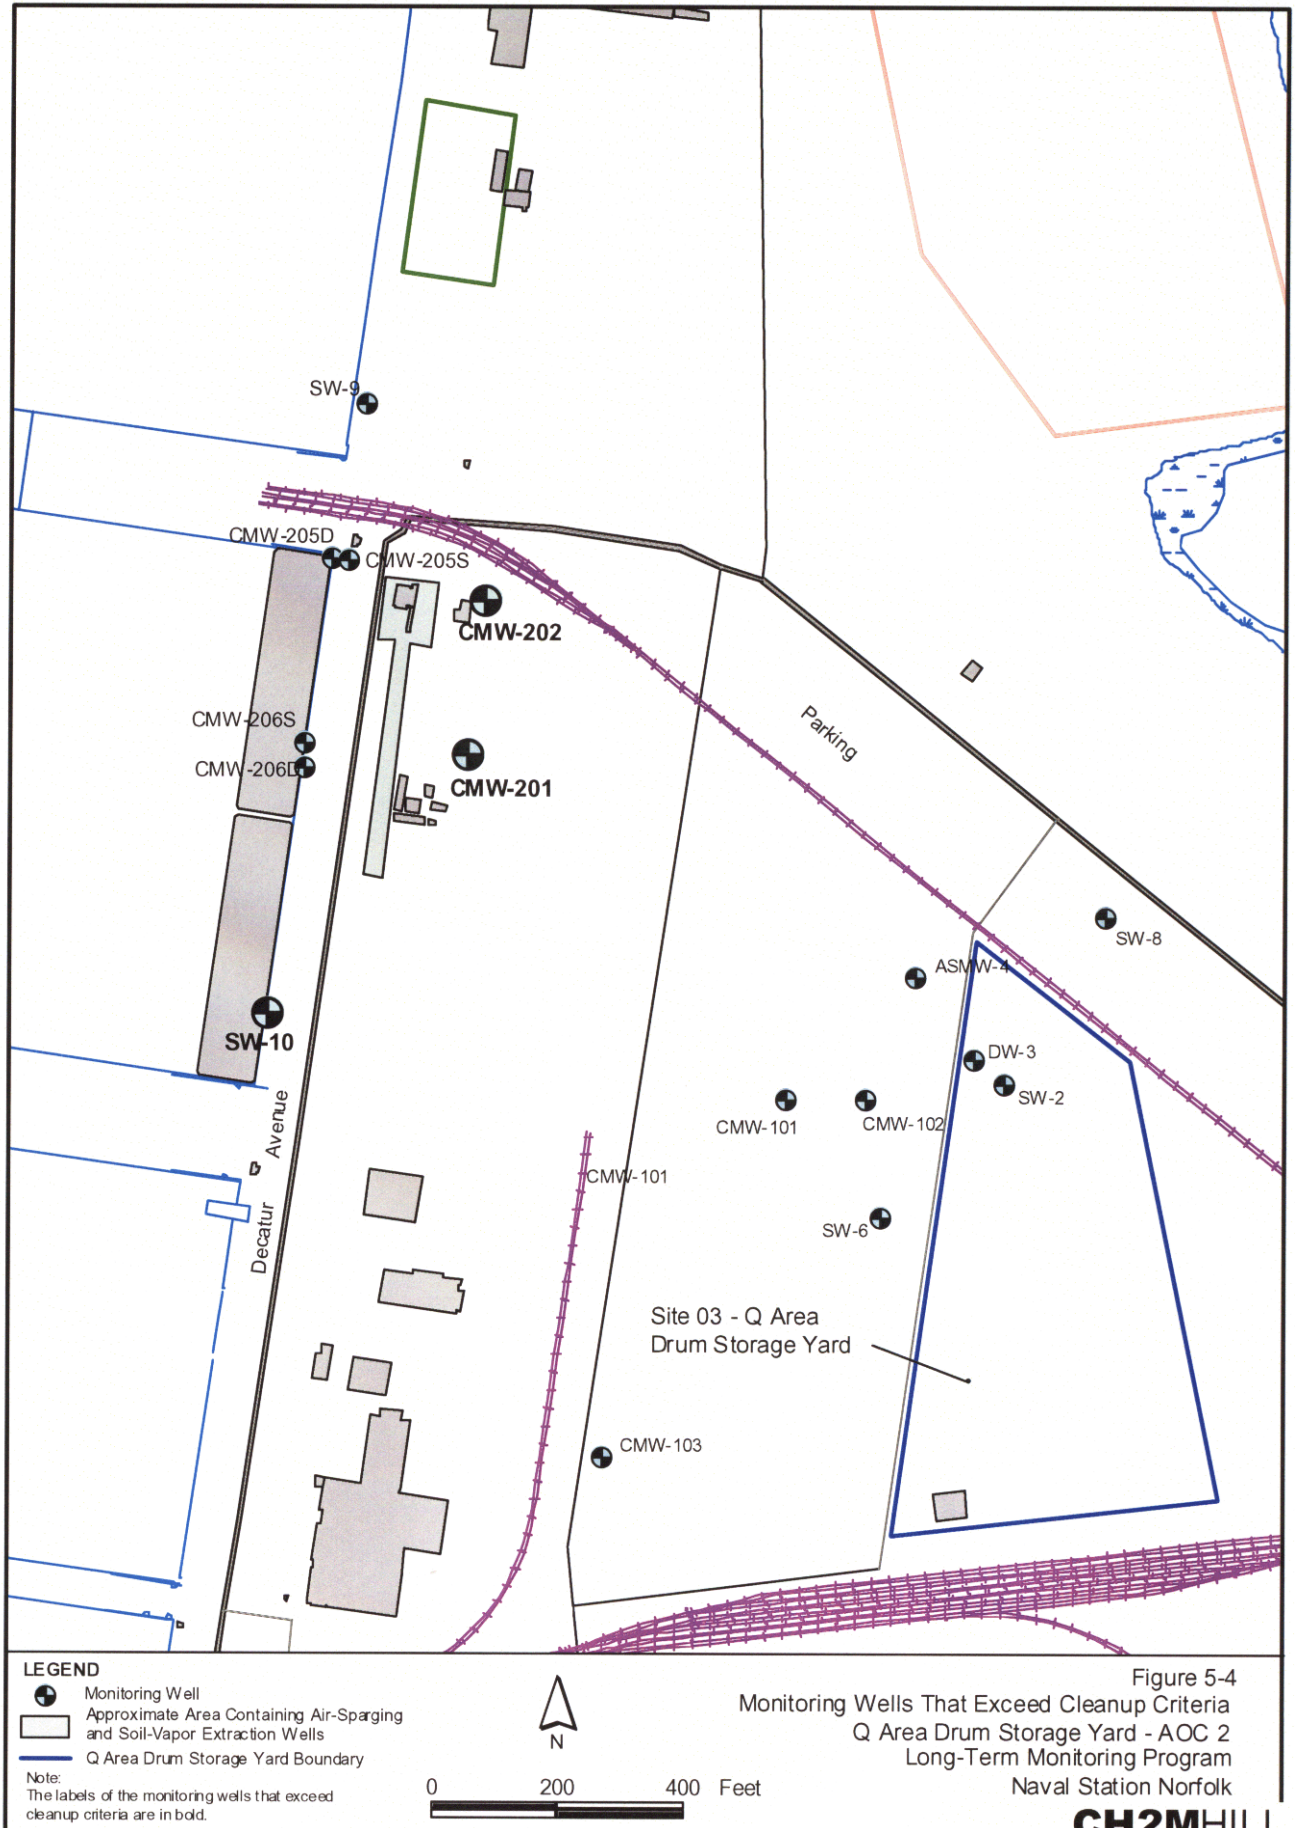 SW-9
CMW-205D
CMW-205S
CMW-202
CMW-206S
CMW-206D
CMW-201
Parking
SW-8
ASMW-4
SW-10
DW-3
SW-2
CMW-101
CMW-102
Decatur Avenue
CMW-101
SW-6
Site 03 - Q Area
Drum Storage Yard
CMW-103
LEGEND
Monitoring Well
Approximate Area Containing Air-Sparging
and Soil-Vapor Extraction Wells
Q Area Drum Storage Yard Boundary
Note:
The labels of the monitoring wells that exceed
cleanup criteria are in bold.
N
0 200 400 Feet
Figure 5-4
Monitoring Wells That Exceed Cleanup Criteria
Q Area Drum Storage Yard - AOC 2
Long-Term Monitoring Program
Naval Station Norfolk
CH2MHILL